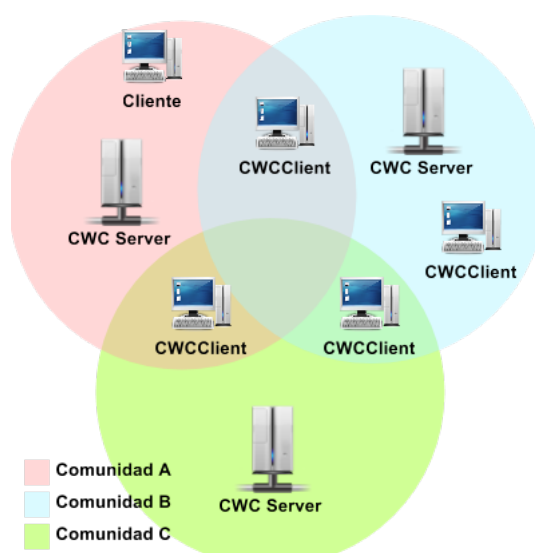 Cliente
CWCClient
CWC Server
CWC Server
CWCClient
CWCClient
CWCClient
CWC Server
Comunidad A
Comunidad B
Comunidad C